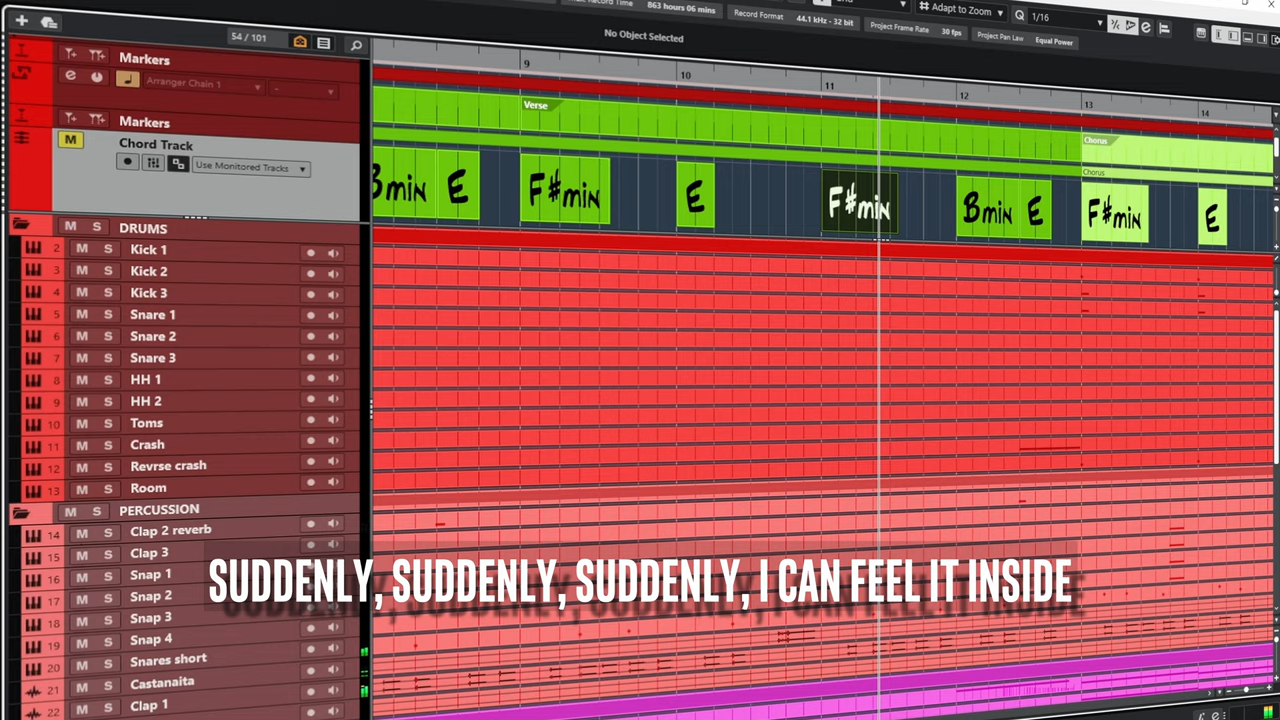 863 hours 06 mins
Record Format 44.1 kHz - 32 bit
Project Frame Rate 30 fps
Project Pan Law Equal Power
Adapt to Zoom
1/16
54 / 101
No Object Selected
Markers
Arranger Chain 1
Markers
M Chord Track
Use Monitored Tracks
9 10 11 12 13 14
Verse
Chorus
Chorus
Bmin E F#min E F#min Bmin E F#min E
M S DRUMS
2 M S Kick 1
3 M S Kick 2
4 M S Kick 3
5 M S Snare 1
6 M S Snare 2
7 M S Snare 3
8 M S HH 1
9 M S HH 2
10 M S Toms
11 M S Crash
12 M S Revrse crash
13 M S Room
M S PERCUSSION
14 M S Clap 2 reverb
15 M S Clap 3
16 M S Snap 1
17 M S Snap 2
18 M S Snap 3
19 M S Snap 4
20 M S Snares short
21 M S Castanaita
22 M S Clap 1
SUDDENLY, SUDDENLY, SUDDENLY, I CAN FEEL IT INSIDE